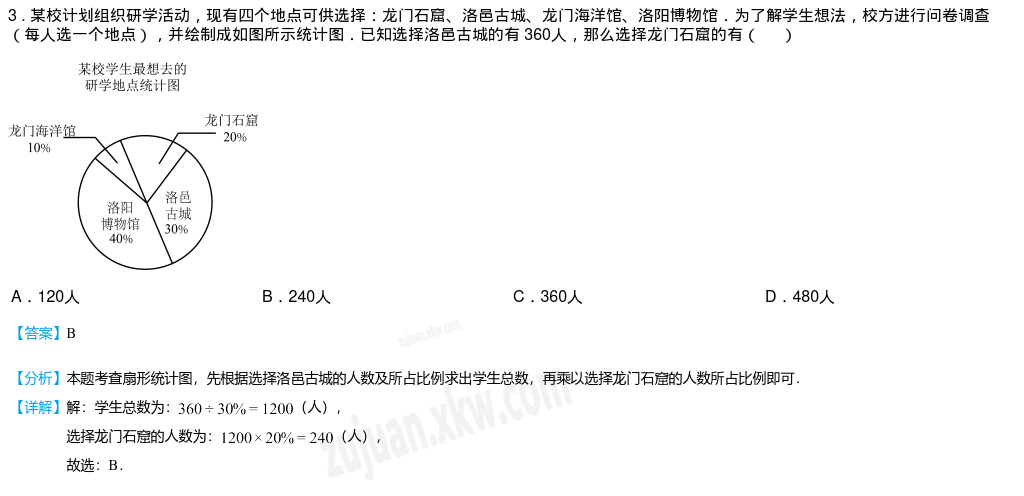 3．某校计划组织研学活动，现有四个地点可供选择：龙门石窟、洛邑古城、龙门海洋馆、洛阳博物馆．为了解学生想法，校方进行问卷调查
（每人选一个地点），并绘制成如图所示统计图．已知选择洛邑古城的有 360人，那么选择龙门石窟的有（　　）
某校学生最想去的
研学地点统计图
龙门石窟
20%
龙门海洋馆
10%
洛邑
古城
30%
洛阳
博物馆
40%
A．120人 B．240人 C．360人 D．480人
【答案】B
【分析】本题考查扇形统计图，先根据选择洛邑古城的人数及所占比例求出学生总数，再乘以选择龙门石窟的人数所占比例即可．
【详解】解：学生总数为：360÷30%=1200（人），
选择龙门石窟的人数为：1200×20%=240（人），
故选：B．
zujuan.xkw.com
zujuan.xkw.com